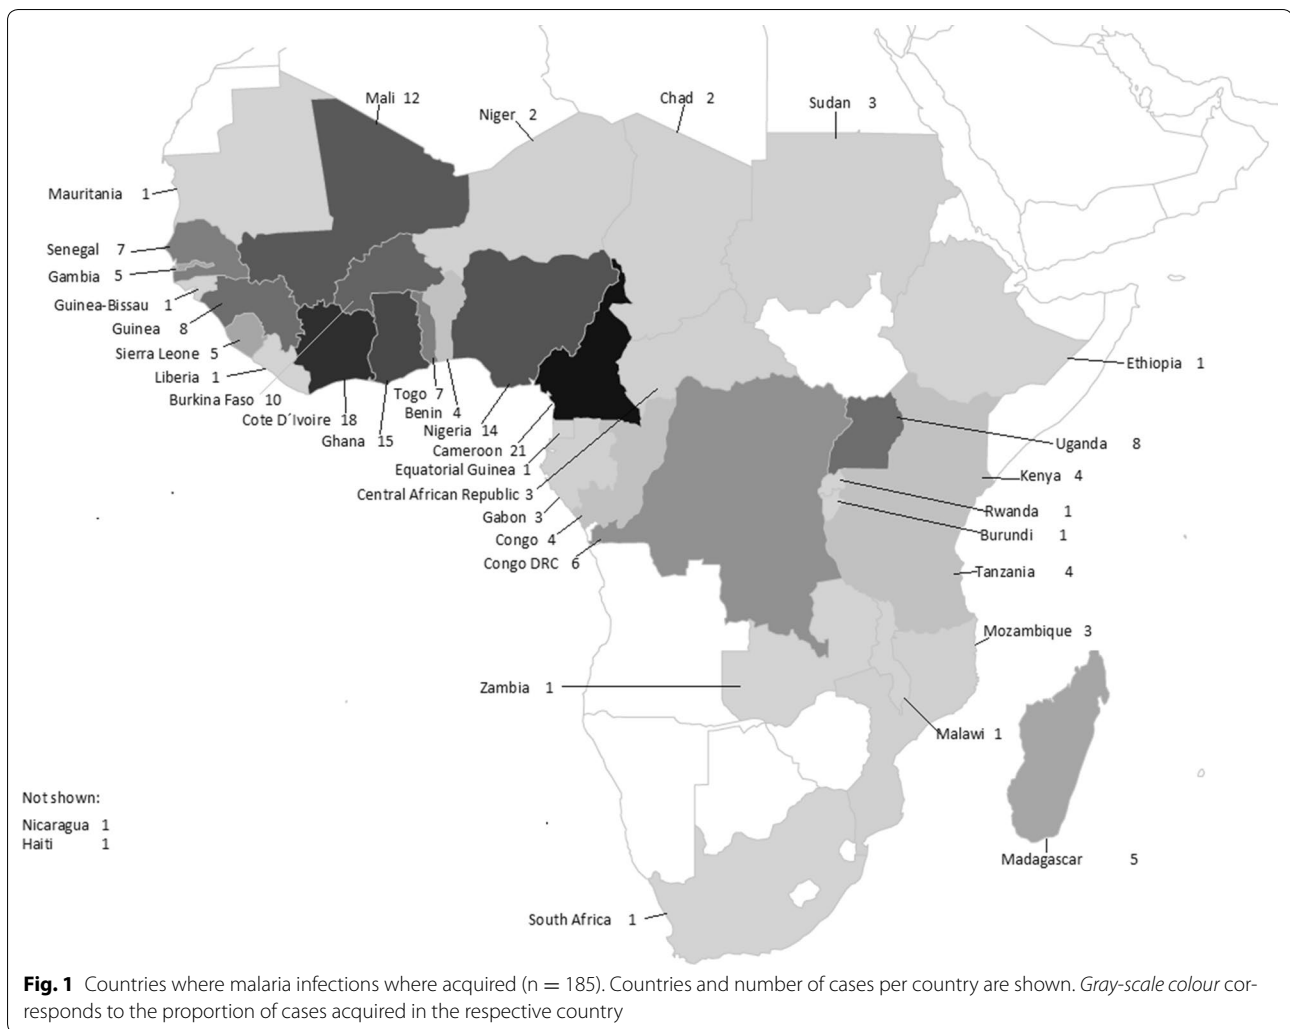 Mali 12
Niger 2
Chad 2
Sudan 3
Mauritania 1
Senegal 7
Gambia 5
Guinea-Bissau 1
Guinea 8
Sierra Leone 5
Liberia 1
Burkina Faso 10
Cote D´Ivoire 18
Ghana 15
Togo 7
Benin 4
Nigeria 14
Cameroon 21
Equatorial Guinea 1
Central African Republic 3
Gabon 3
Congo 4
Congo DRC 6
Ethiopia 1
Uganda 8
Kenya 4
Rwanda 1
Burundi 1
Tanzania 4
Mozambique 3
Zambia 1
Malawi 1
Madagascar 5
South Africa 1
Not shown:
Nicaragua 1
Haiti 1
Fig. 1 Countries where malaria infections where acquired (n = 185). Countries and number of cases per country are shown. Gray-scale colour cor-
responds to the proportion of cases acquired in the respective country